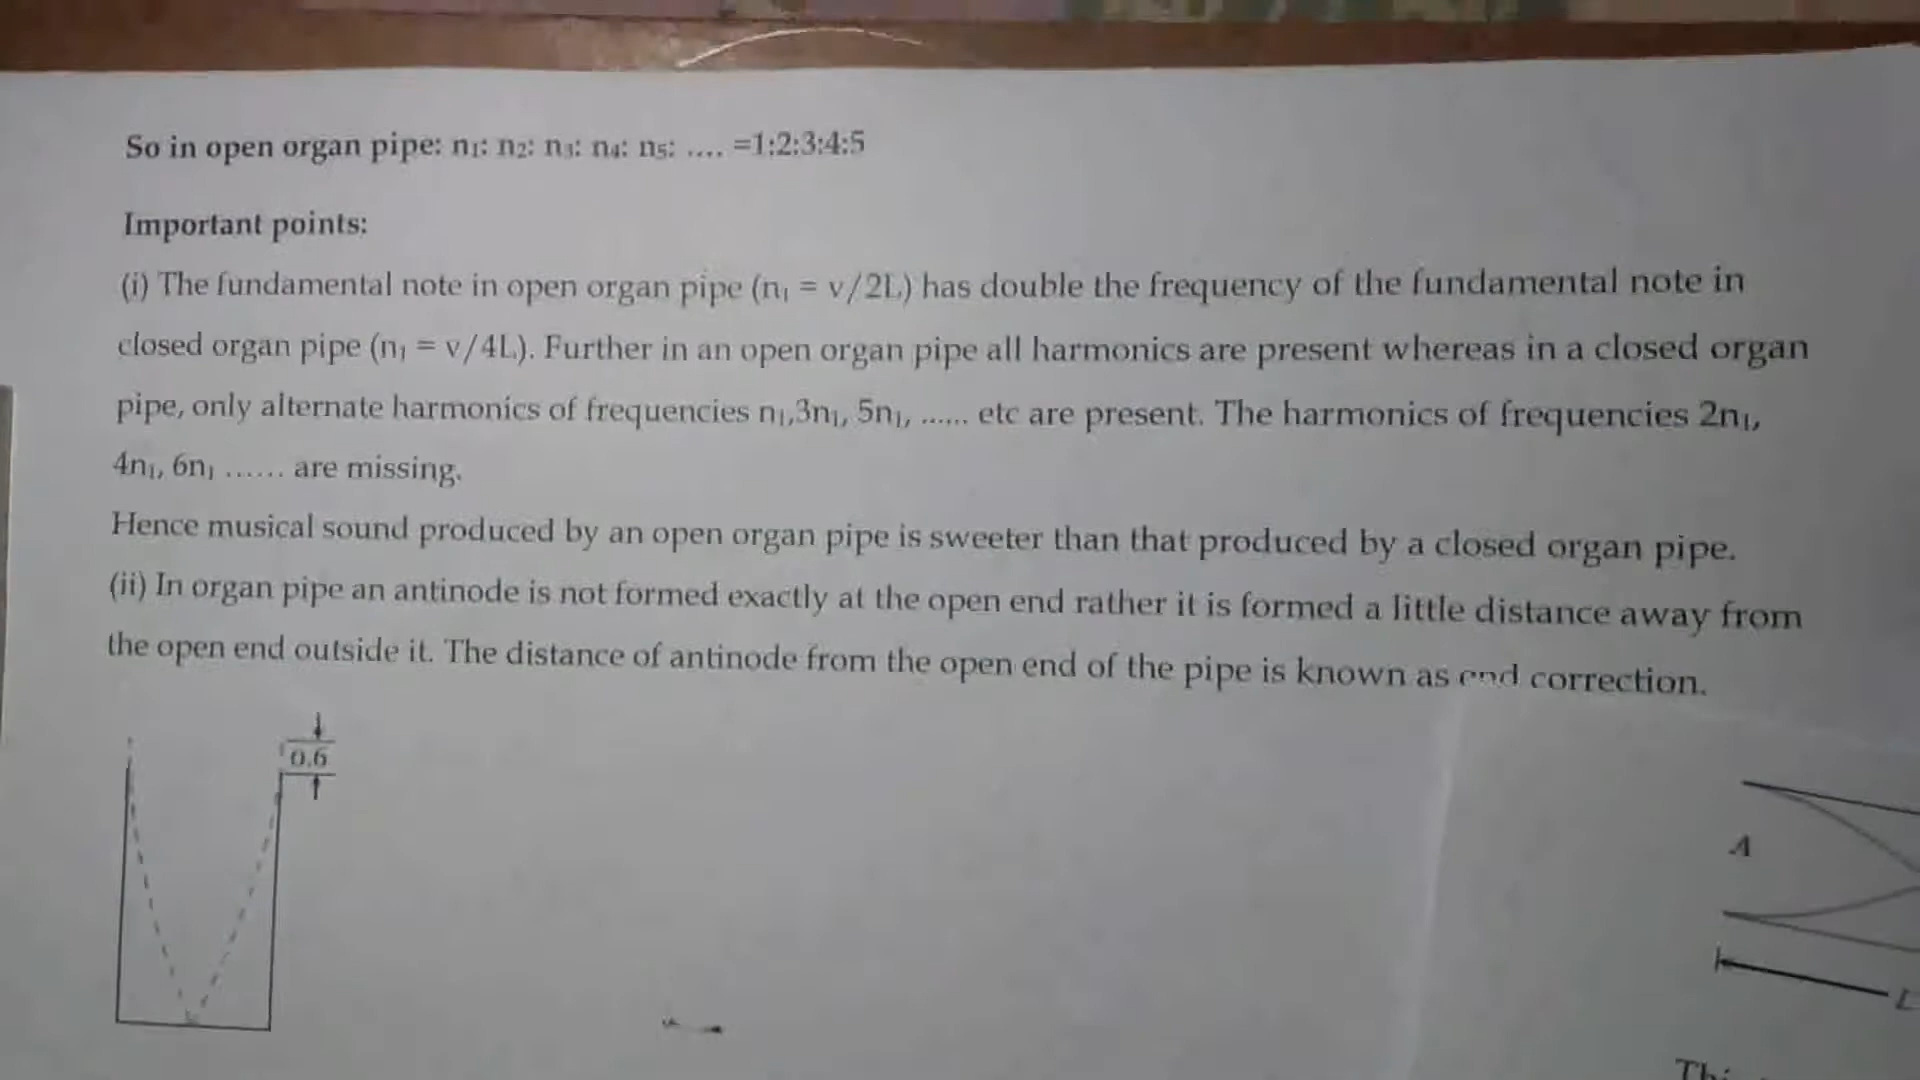 So in open organ pipe: n₁: n₂: n₃: n₄: n₅: .... =1:2:3:4:5
Important points:
(i) The fundamental note in open organ pipe (n₁ = v/2L) has double the frequency of the fundamental note in
closed organ pipe (n₁ = v/4L). Further in an open organ pipe all harmonics are present whereas in a closed organ
pipe, only alternate harmonics of frequencies n₁,3n₁, 5n₁, ...... etc are present. The harmonics of frequencies 2n₁,
4n₁, 6n₁ ...... are missing.
Hence musical sound produced by an open organ pipe is sweeter than that produced by a closed organ pipe.
(ii) In organ pipe an antinode is not formed exactly at the open end rather it is formed a little distance away from
the open end outside it. The distance of antinode from the open end of the pipe is known as end correction.
0.6
A